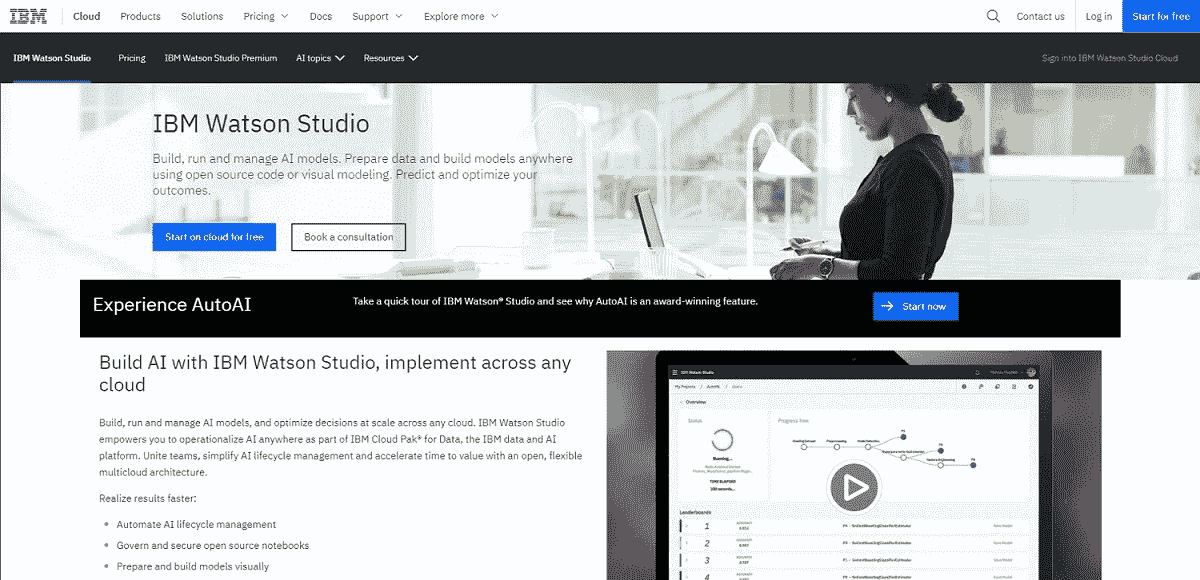 IBM
Cloud
Products
Solutions
Pricing
Docs
Support
Explore more
Contact us
Log in
Start for free
IBM Watson Studio
Pricing
IBM Watson Studio Premium
AI topics
Resources
Sign into IBM Watson Studio Cloud
IBM Watson Studio
Build, run and manage AI models. Prepare data and build models anywhere
using open source code or visual modeling. Predict and optimize your
outcomes.
Start on cloud for free
Book a consultation
Experience AutoAI
Take a quick tour of IBM Watson® Studio and see why AutoAI is an award-winning feature.
Start now
Build AI with IBM Watson Studio, implement across any
cloud
Build, run and manage AI models, and optimize decisions at scale across any cloud. IBM Watson Studio
empowers you to operationalize AI anywhere as part of IBM Cloud Pak® for Data, the IBM data and AI
platform. Unite teams, simplify AI lifecycle management and accelerate time to value with an open, flexible
multicloud architecture.
Realize results faster:
Automate AI lifecycle management
Govern and secure open source notebooks
Prepare and build models visually
IBM Watson Studio
My Projects /
Overview
Status
Progress Tree
Running...
TIME ELAPSED
Leaderboards
1
2
3
4